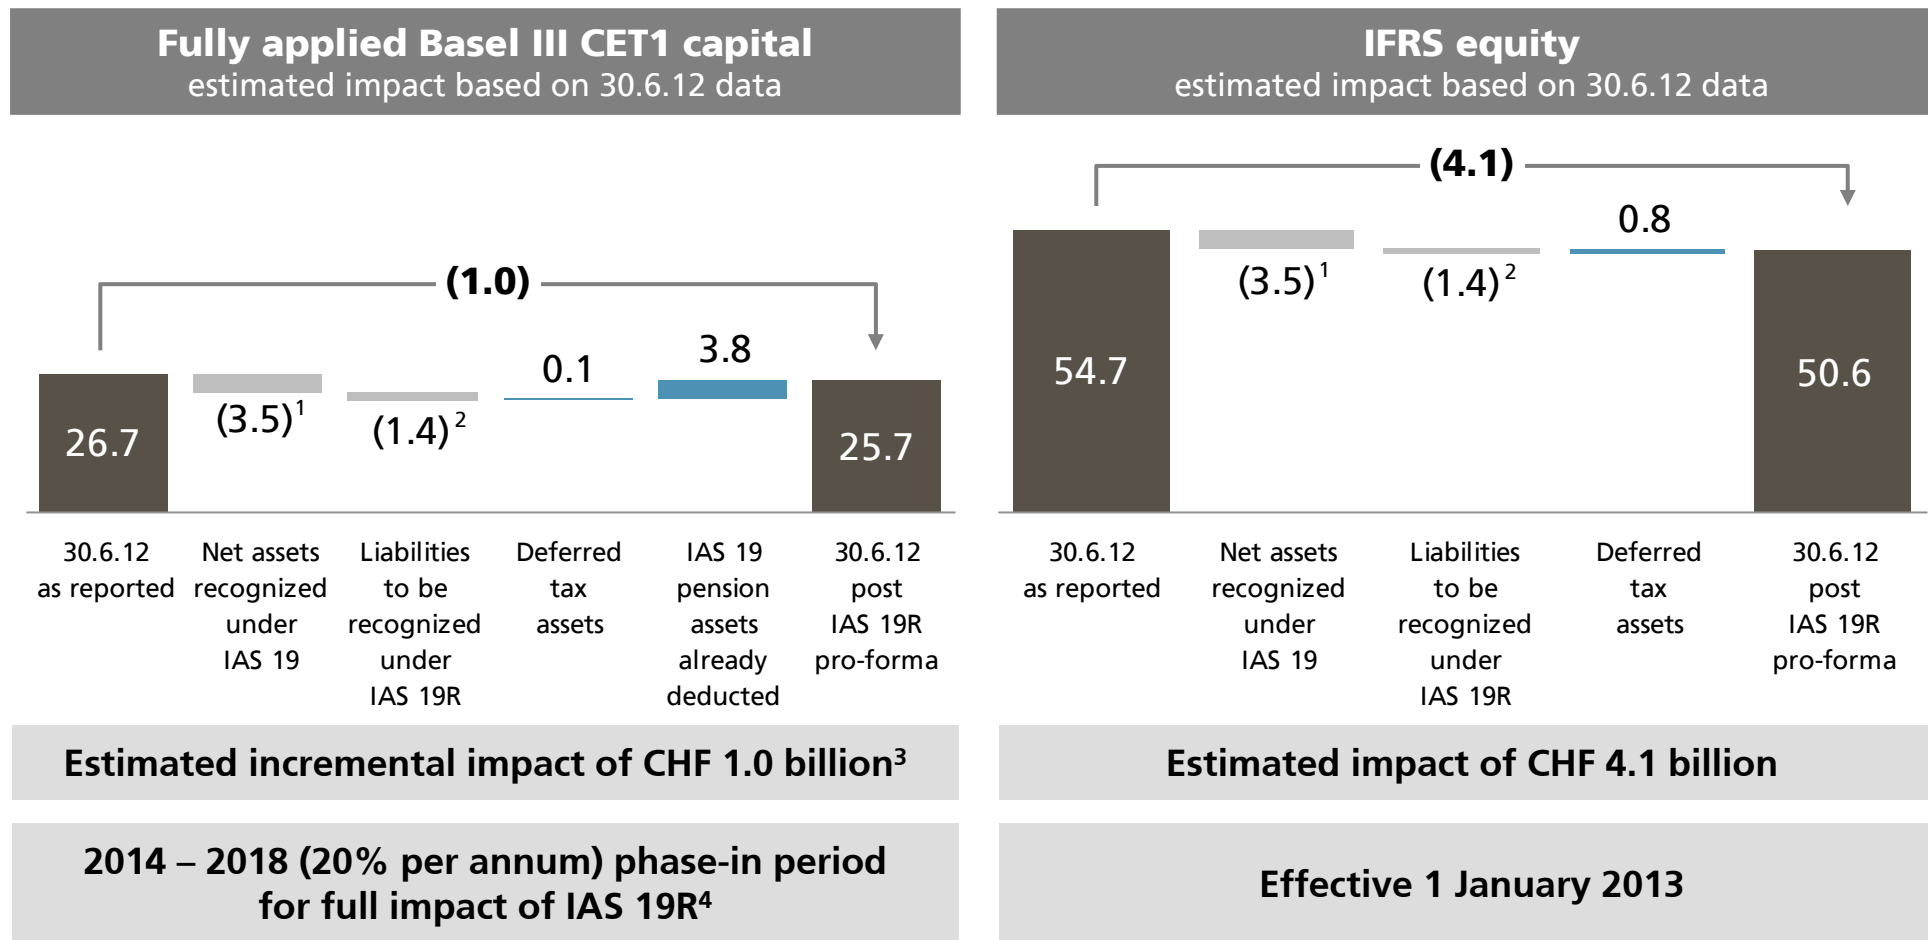 Fully applied Basel III CET1 capital
estimated impact based on 30.6.12 data
(1.0)
26.7
(3.5)1
(1.4)2
0.1
3.8
25.7
30.6.12
as reported
Net assets
recognized
under
IAS 19
Liabilities
to be
recognized
under
IAS 19R
Deferred
tax
assets
IAS 19
pension
assets
already
deducted
30.6.12
post
IAS 19R
pro-forma
Estimated incremental impact of CHF 1.0 billion3
2014 – 2018 (20% per annum) phase-in period
for full impact of IAS 19R4
IFRS equity
estimated impact based on 30.6.12 data
(4.1)
54.7
(3.5)1
(1.4)2
0.8
50.6
30.6.12
as reported
Net assets
recognized
under
IAS 19
Liabilities
to be
recognized
under
IAS 19R
Deferred
tax
assets
30.6.12
post
IAS 19R
pro-forma
Estimated impact of CHF 4.1 billion
Effective 1 January 2013